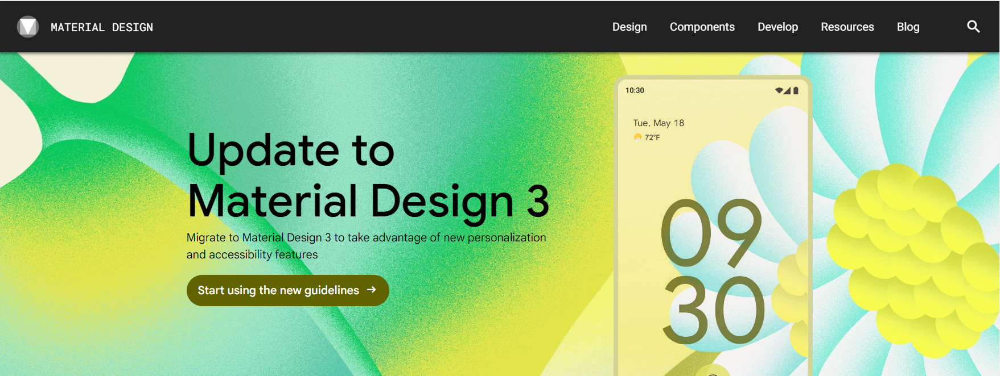 MATERIAL DESIGN
Design Components Develop Resources Blog
Update to
Material Design 3
Migrate to Material Design 3 to take advantage of new personalization
and accessibility features
Start using the new guidelines →
10:30
Tue, May 18
72°F
09
30